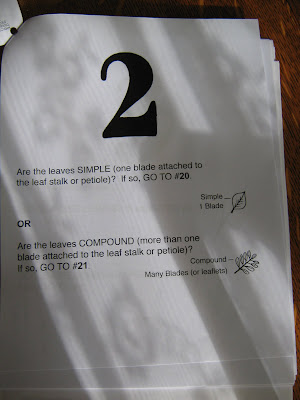 2
Are the leaves SIMPLE (one blade attached to
the leaf stalk or petiole)? If so, GO TO #20.
Simple –
1 Blade
OR
Are the leaves COMPOUND (more than one
blade attached to the leaf stalk or petiole)?
If so, GO TO #21
Compound –
Many Blades (or leaflets)